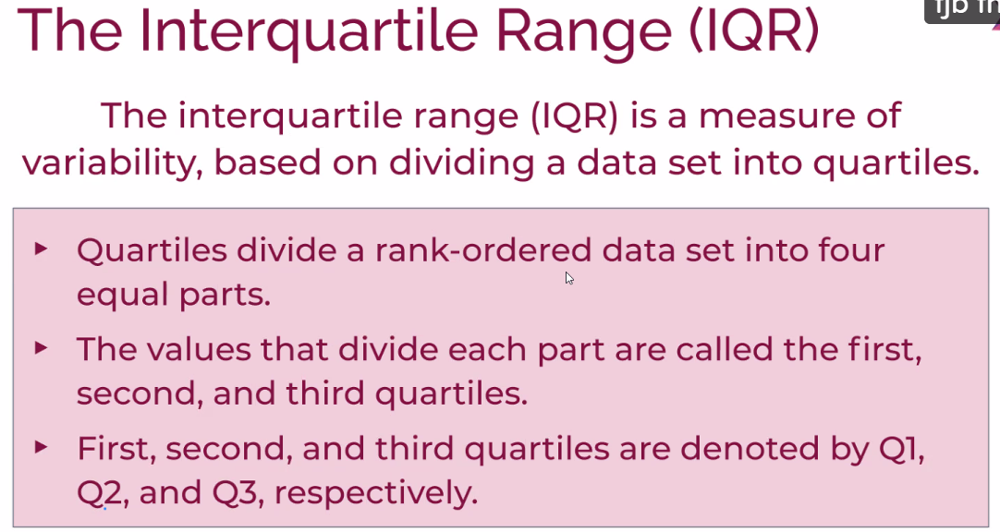 The Interquartile Range (IQR)
The interquartile range (IQR) is a measure of
variability, based on dividing a data set into quartiles.
‣ Quartiles divide a rank-ordered data set into four
equal parts.
‣ The values that divide each part are called the first,
second, and third quartiles.
‣ First, second, and third quartiles are denoted by Q1,
Q2, and Q3, respectively.